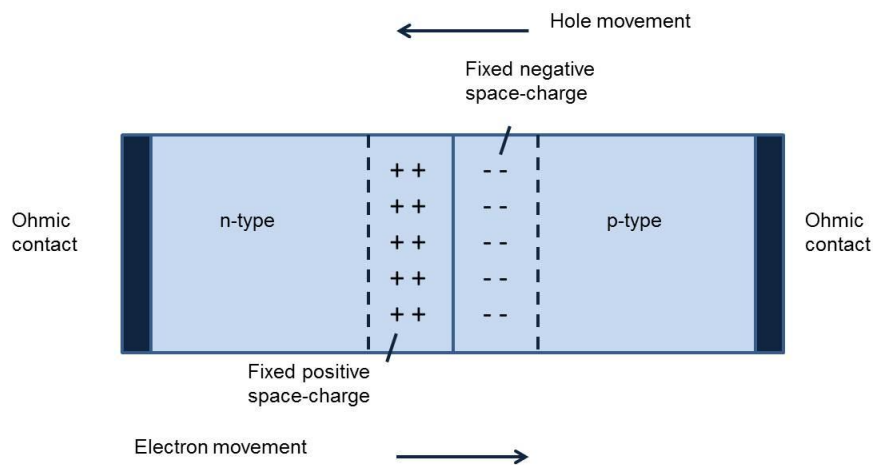 Hole movement
Fixed negative
space-charge
+ + - -
Ohmic
contact
n-type
+ + - -
p-type
Ohmic
contact
+ + - -
+ + - -
+ + - -
Fixed positive
space-charge
Electron movement